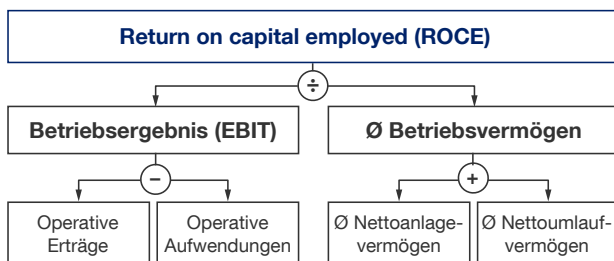 Return on capital employed (ROCE)
÷
Betriebsergebnis (EBIT)
Ø Betriebsvermögen
−
+
Operative
Erträge
Operative
Aufwendungen
Ø Nettoanlage-
vermögen
Ø Nettoumlauf-
vermögen